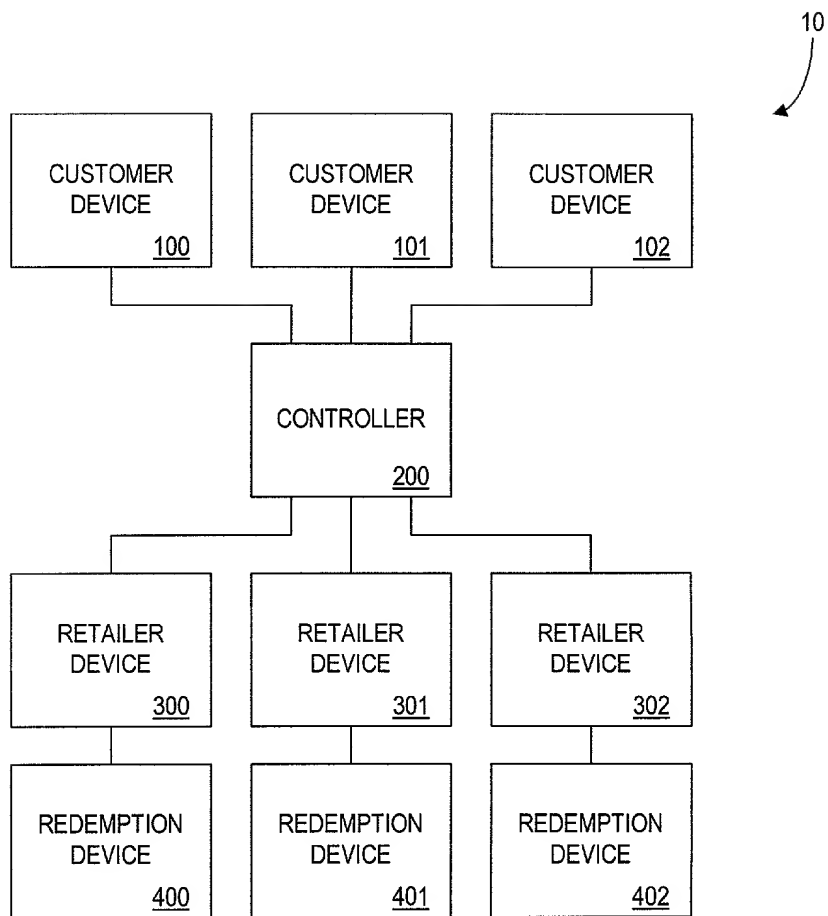 10
CUSTOMER
DEVICE
100
CUSTOMER
DEVICE
101
CUSTOMER
DEVICE
102
CONTROLLER
200
RETAILER
DEVICE
300
RETAILER
DEVICE
301
RETAILER
DEVICE
302
REDEMPTION
DEVICE
400
REDEMPTION
DEVICE
401
REDEMPTION
DEVICE
402